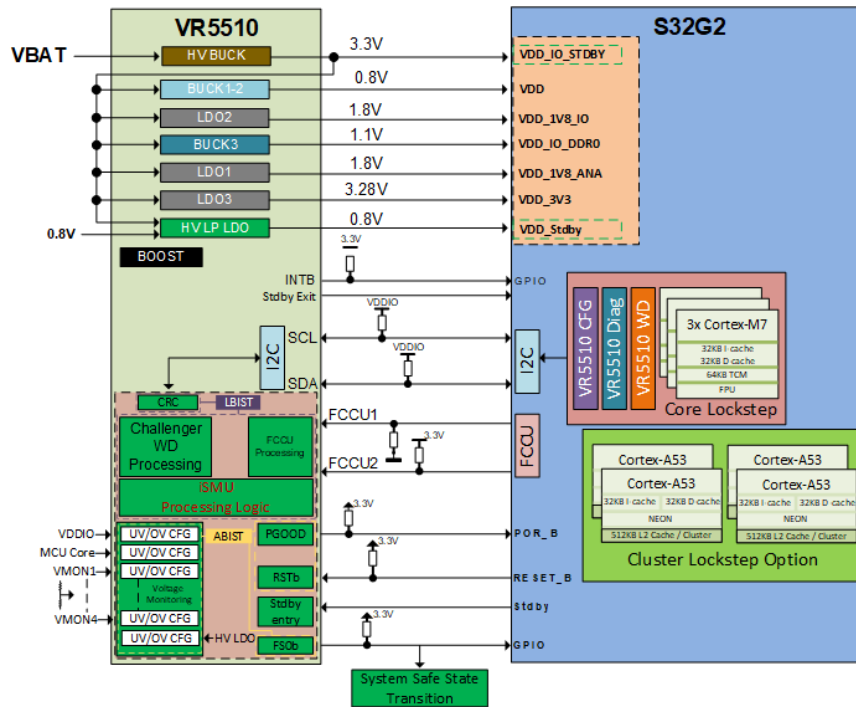 VR5510
S32G2
VBAT
HV BUCK
3.3V
VDD_IO_STDBY
BUCK1-2
0.8V
VDD
LDO2
1.8V
VDD_1V8_IO
BUCK3
1.1V
VDD_IO_DDR0
LDO1
1.8V
VDD_1V8_ANA
LDO3
3.28V
VDD_3V3
0.8V
HV LP LDO
0.8V
VDD_Stdby
BOOST
3.3V
INTB
GPIO
Stdby Exit
VDDIO
I2C
SCL
VDDIO
SDA
I2C
VR5510 CFG
VR5510 Diag
VR5510 WD
3x Cortex-M7
32KB I-cache
32KB D-cache
64KB TCM
FPU
Core Lockstep
CRC
LBIST
Challenger
WD
Processing
FCCU
Processing
iSMU
Processing Logic
FCCU1
3.3V
FCCU2
FCCU
Cortex-A53
Cortex-A53
Cortex-A53
Cortex-A53
32KB I-cache
32KB D-cache
32KB I-cache
32KB D-cache
NEON
NEON
512KB L2 Cache / Cluster
512KB L2 Cache / Cluster
Cluster Lockstep Option
3.3V
VDDIO
UV/OV CFG
ABIST
PGOOD
POR_B
MCU Core
UV/OV CFG
3.3V
VMON1
UV/OV CFG
RSTb
RESET_B
Voltage
Monitoring
Stdby
entry
Stdby
VMON4
UV/OV CFG
3.3V
UV/OV CFG
HV LDO
FS0b
GPIO
System Safe State
Transition